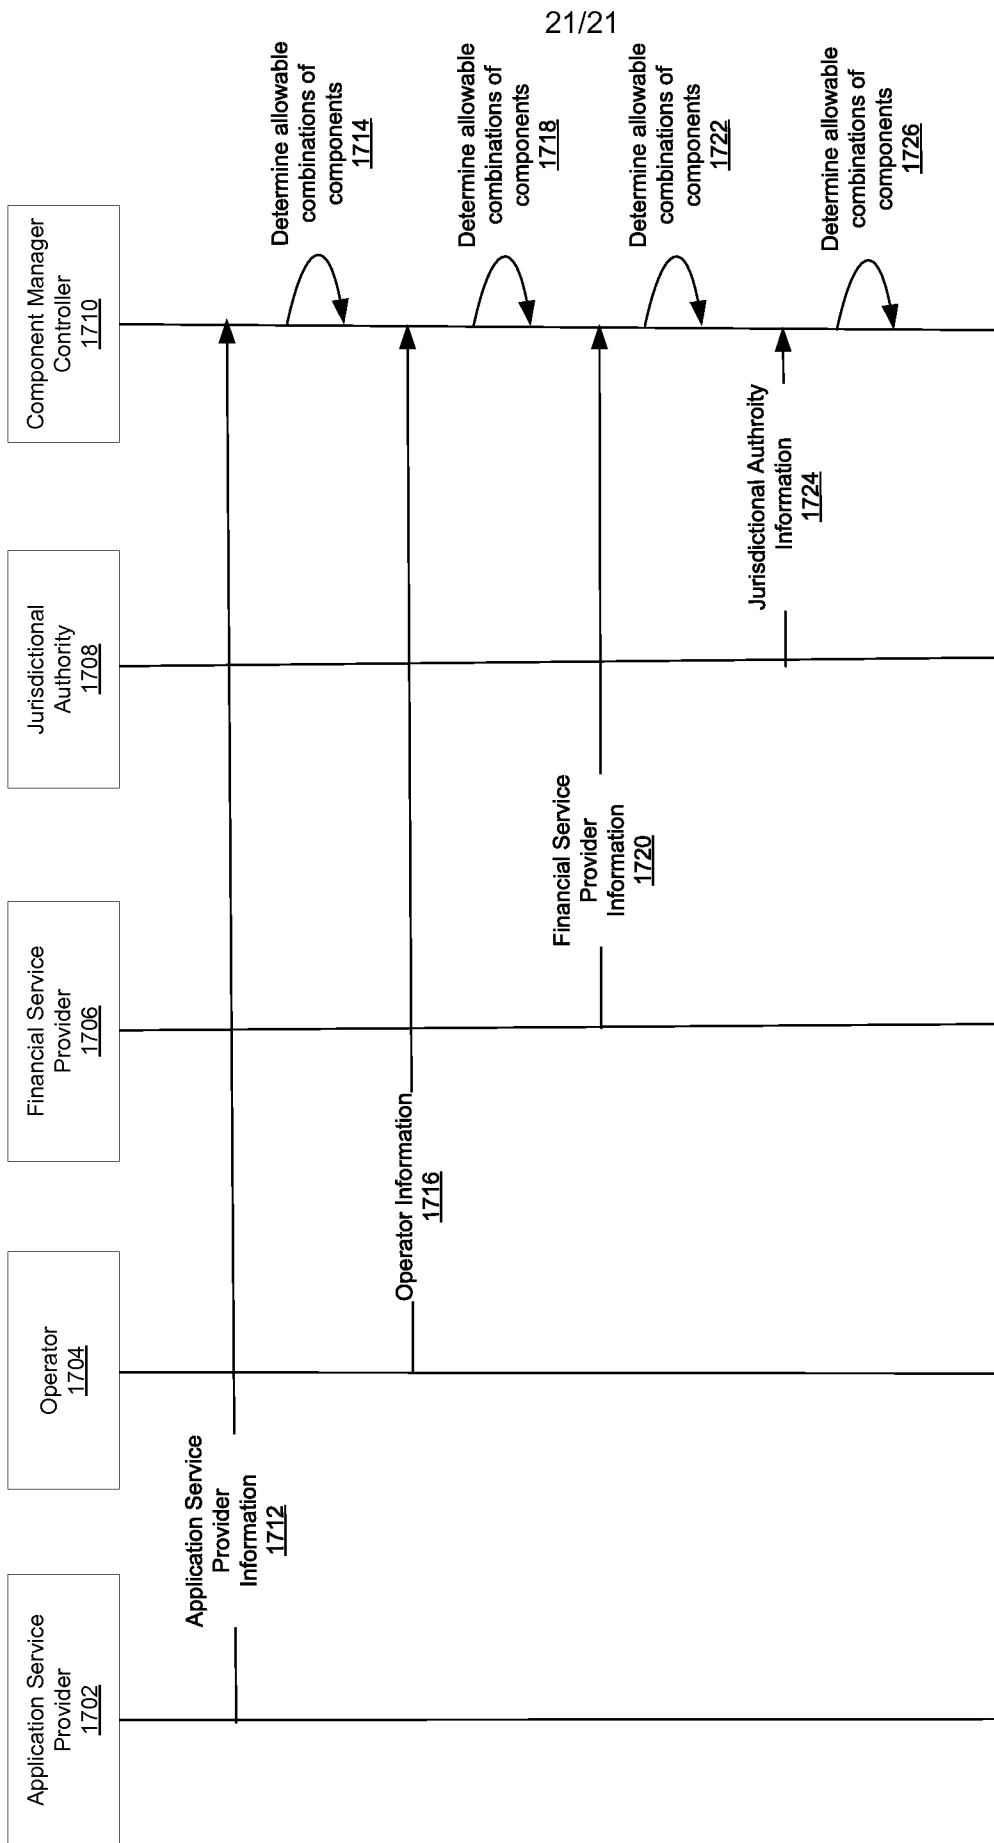 21/21
Application Service
Provider
1702
Operator
1704
Financial Service
Provider
1706
Jurisdictional
Authority
1708
Component Manager
Controller
1710
Application Service
Provider
Information
1712
Determine allowable
combinations of
components
1714
Operator Information
1716
Determine allowable
combinations of
components
1718
Financial Service
Provider
Information
1720
Determine allowable
combinations of
components
1722
Jurisdictional Authroity
Information
1724
Determine allowable
combinations of
components
1726